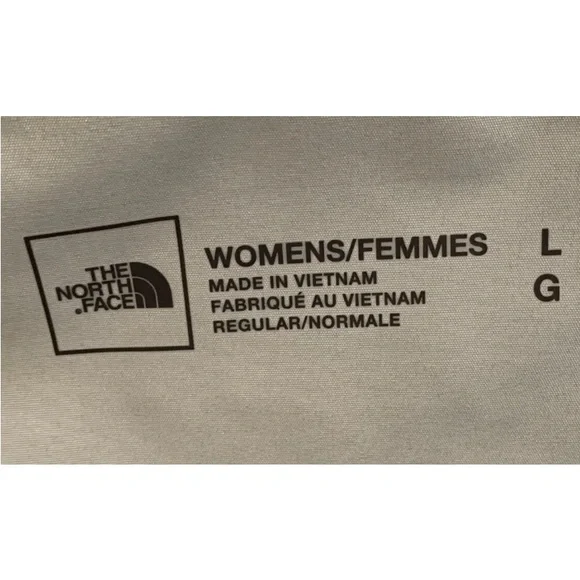 THE
NORTH
FACE
WOMENS/FEMMES
MADE IN VIETNAM
FABRIQUÉ AU VIETNAM
REGULAR/NORMALE
L
G